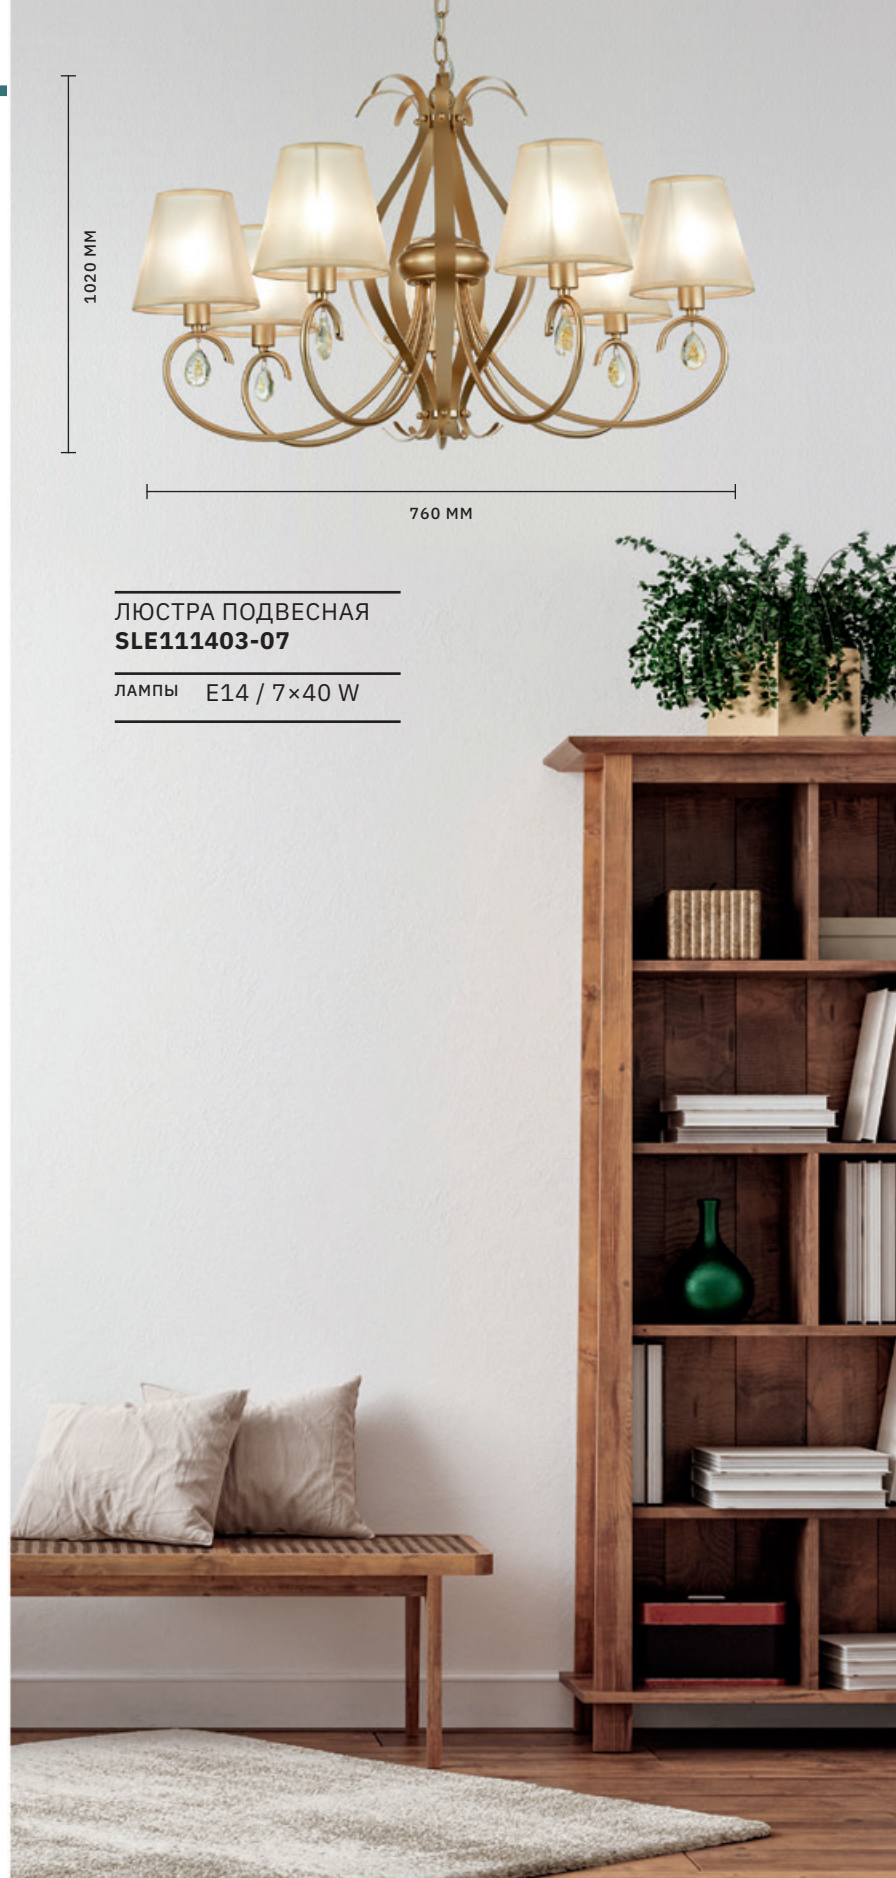 1020 ММ
760 ММ
ЛЮСТРА ПОДВЕСНАЯ
SLE111403-07
ЛАМПЫ E14 / 7×40 W